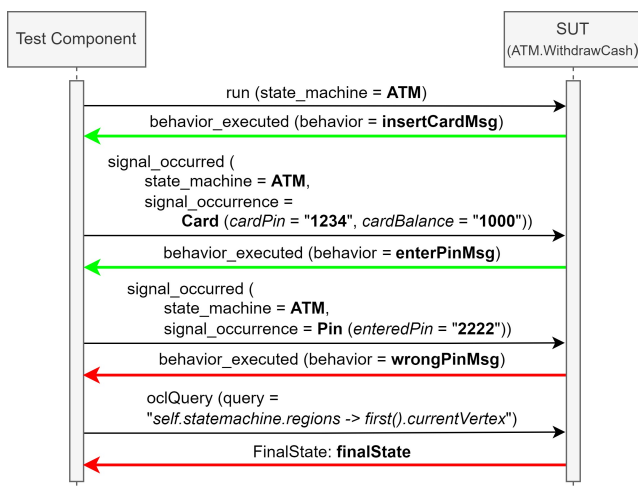 Test Component
SUT
(ATM.WithdrawCash)
run (state_machine = ATM)
behavior_executed (behavior = insertCardMsg)
signal_occurred (
state_machine = ATM,
signal_occurrence =
Card (cardPin = "1234", cardBalance = "1000"))
behavior_executed (behavior = enterPinMsg)
signal_occurred (
state_machine = ATM,
signal_occurrence = Pin (enteredPin = "2222"))
behavior_executed (behavior = wrongPinMsg)
oclQuery (query =
"self.statemachine.regions -> first().currentVertex")
FinalState: finalState